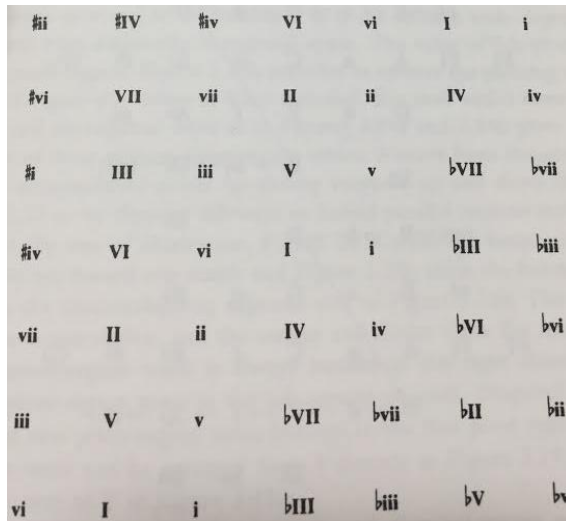 ♯ii ♯IV ♯iv VI vi I i
♯vi VII vii II ii IV iv
♯i III iii V v ♭VII ♭vii
♯iv VI vi I i ♭III ♭iii
vii II ii IV iv ♭VI ♭vi
iii V v ♭VII ♭vii ♭II ♭ii
vi I i ♭III ♭iii ♭V